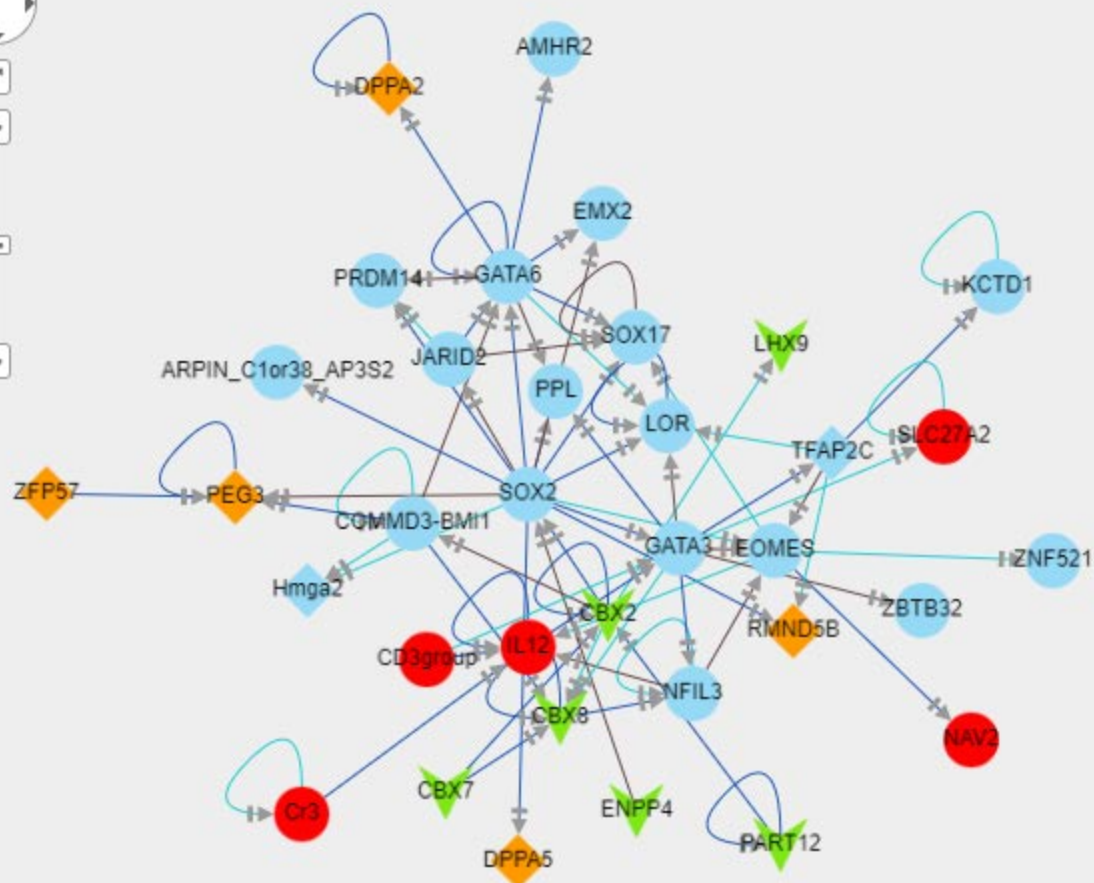 AMHR2
DPPA2
EMX2
GATA6
PRDM14
KCTD1
SOX17
LHX9
JARID2
ARPIN_C1or38_AP3S2
PPL
LOR
SLC27A2
TFAP2C
ZFP57
PEG3
SOX2
COMMD3-BMI1
GATA3
EOMES
ZNF521
Hmga2
CBX2
ZBTB32
RMND5B
IL12
CD3group
NFIL3
CBX8
NAV2
CBX7
ENPP4
Cr3
PART12
DPPA5